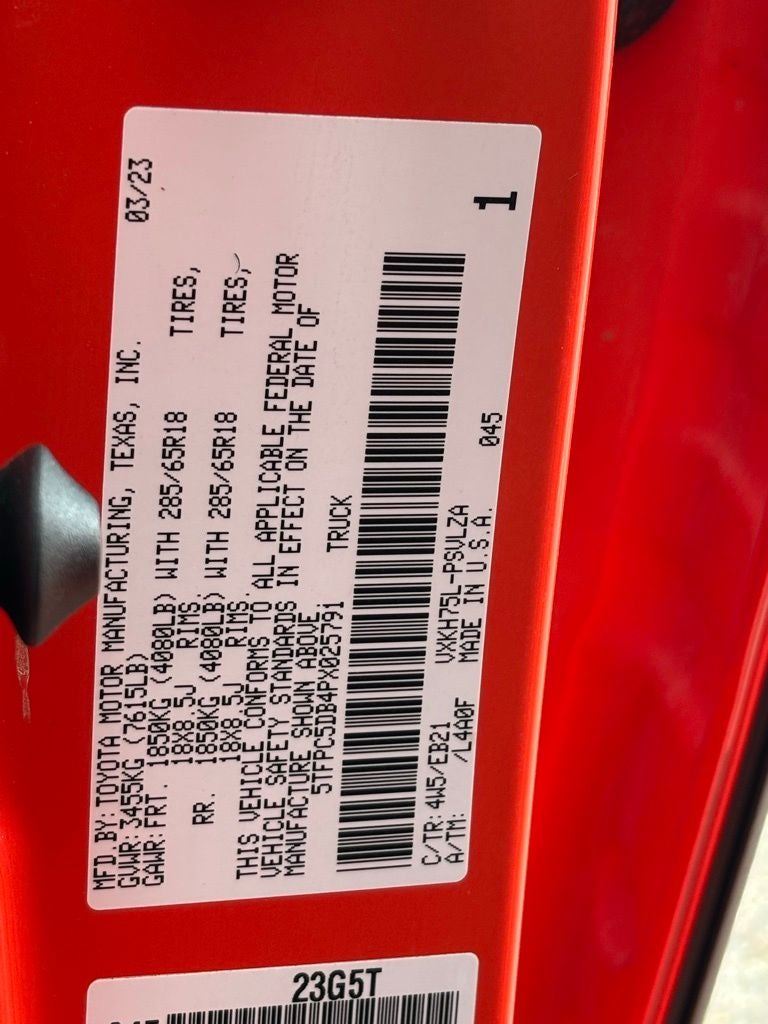 MFD.BY:TOYOTA MOTOR MANUFACTURING, TEXAS, INC. 03/23
GVWR:3455KG (7615LB)
GAWR:FRT. 1850KG (4080LB) WITH 285/65R18 TIRES,
18X8.5J RIMS
RR. 1850KG (4080LB) WITH 285/65R18 TIRES,
18X8.5J RIMS.
THIS VEHICLE CONFORMS TO ALL APPLICABLE FEDERAL MOTOR
VEHICLE SAFETY STANDARDS IN EFFECT ON THE DATE OF
MANUFACTURE SHOWN ABOVE.
5TFPC5DB4PX025791 TRUCK
C/TR:4W5/EB21 VXKH75L-PSVLZA
A/TM: /L4A0F MADE IN U.S.A. 045 1
23G5T